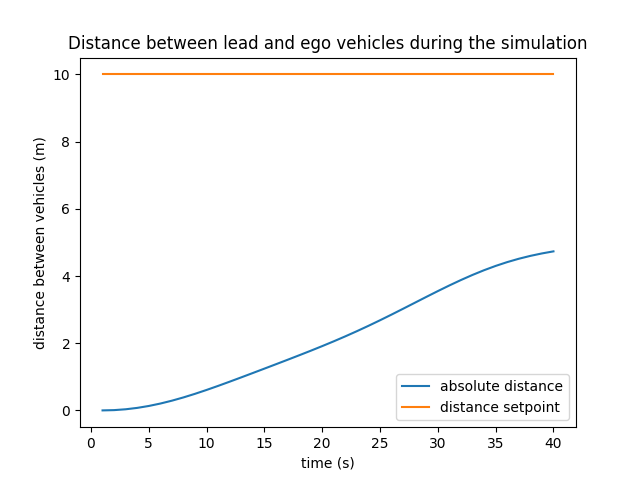 Distance between lead and ego vehicles during the simulation
distance between vehicles (m)
10
8
6
4
2
0
0 5 10 15 20 25 30 35 40
time (s)
absolute distance
distance setpoint